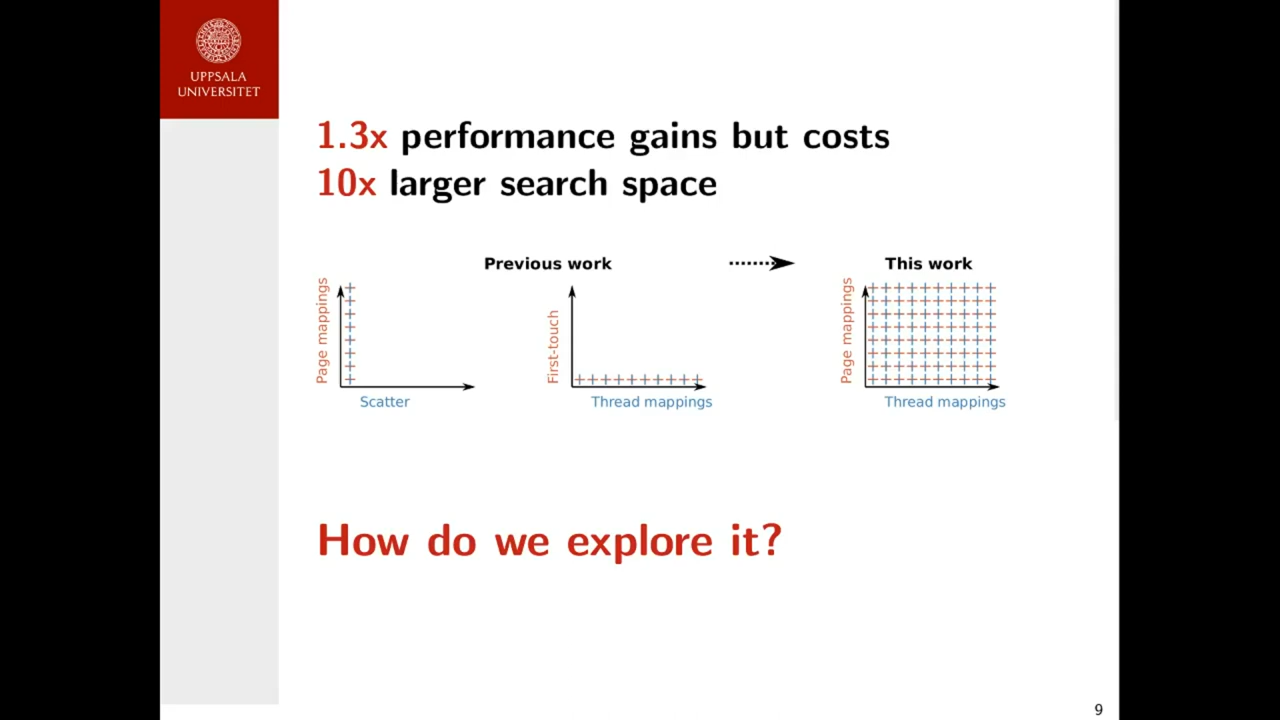 UPPSALA
UNIVERSITET
1.3x performance gains but costs
10x larger search space
Previous work
This work
Page mappings
Scatter
First-touch
Thread mappings
Page mappings
Thread mappings
How do we explore it?
9